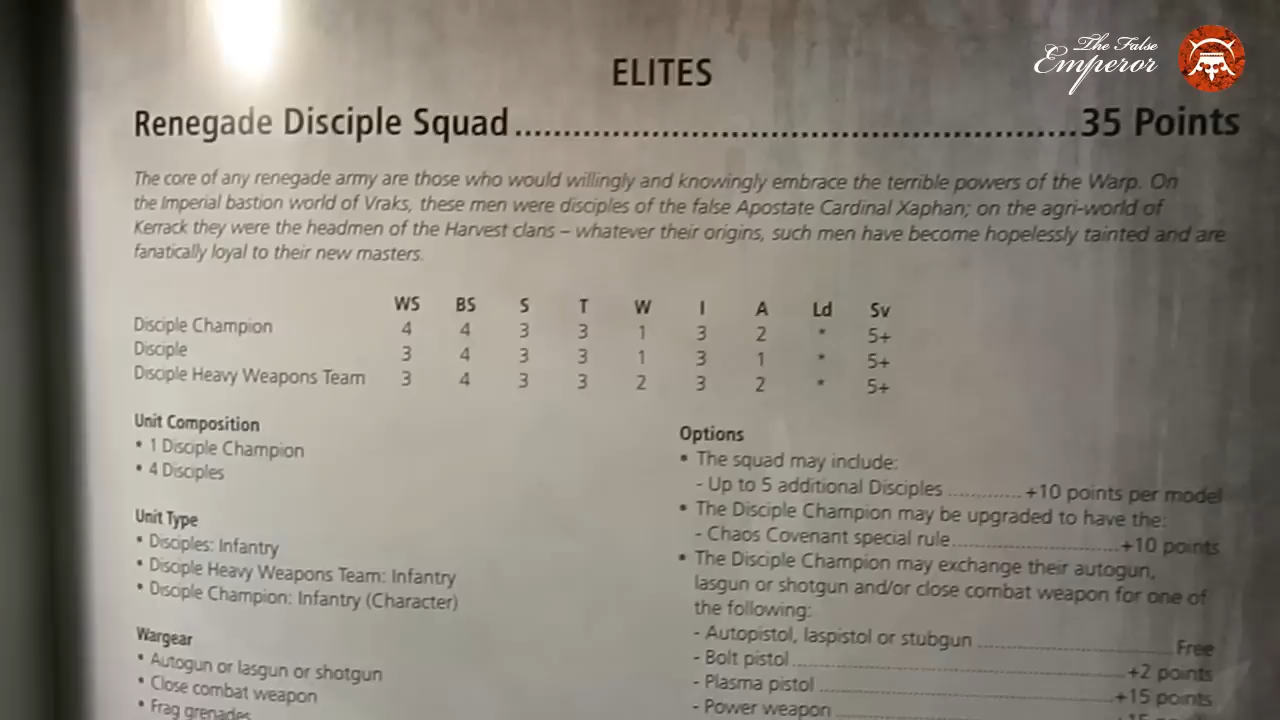 The False
Emperor
ELITES
Renegade Disciple Squad..........................................................35 Points
The core of any renegade army are those who would willingly and knowingly embrace the terrible powers of the Warp. On
the Imperial bastion world of Vraks, these men were disciples of the false Apostate Cardinal Xaphan; on the agri-world of
Kerrack they were the headmen of the Harvest clans – whatever their origins, such men have become hopelessly tainted and are
fanatically loyal to their new masters.
WS BS S T W I A Ld Sv
Disciple Champion 4 4 3 3 1 3 2 * 5+
Disciple 3 4 3 3 1 3 1 * 5+
Disciple Heavy Weapons Team 3 4 3 3 2 3 2 * 5+
Unit Composition
• 1 Disciple Champion
• 4 Disciples
Unit Type
• Disciples: Infantry
• Disciple Heavy Weapons Team: Infantry
• Disciple Champion: Infantry (Character)
Wargear
• Autogun or lasgun or shotgun
• Close combat weapon
• Frag grenades
Options
• The squad may include:
- Up to 5 additional Disciples .............+10 points per model
• The Disciple Champion may be upgraded to have the:
- Chaos Covenant special rule.............................+10 points
• The Disciple Champion may exchange their autogun,
lasgun or shotgun and/or close combat weapon for one of
the following:
- Autopistol, laspistol or stubgun ..................................Free
- Bolt pistol..........................................................+2 points
- Plasma pistol ...................................................+15 points
- Power weapon